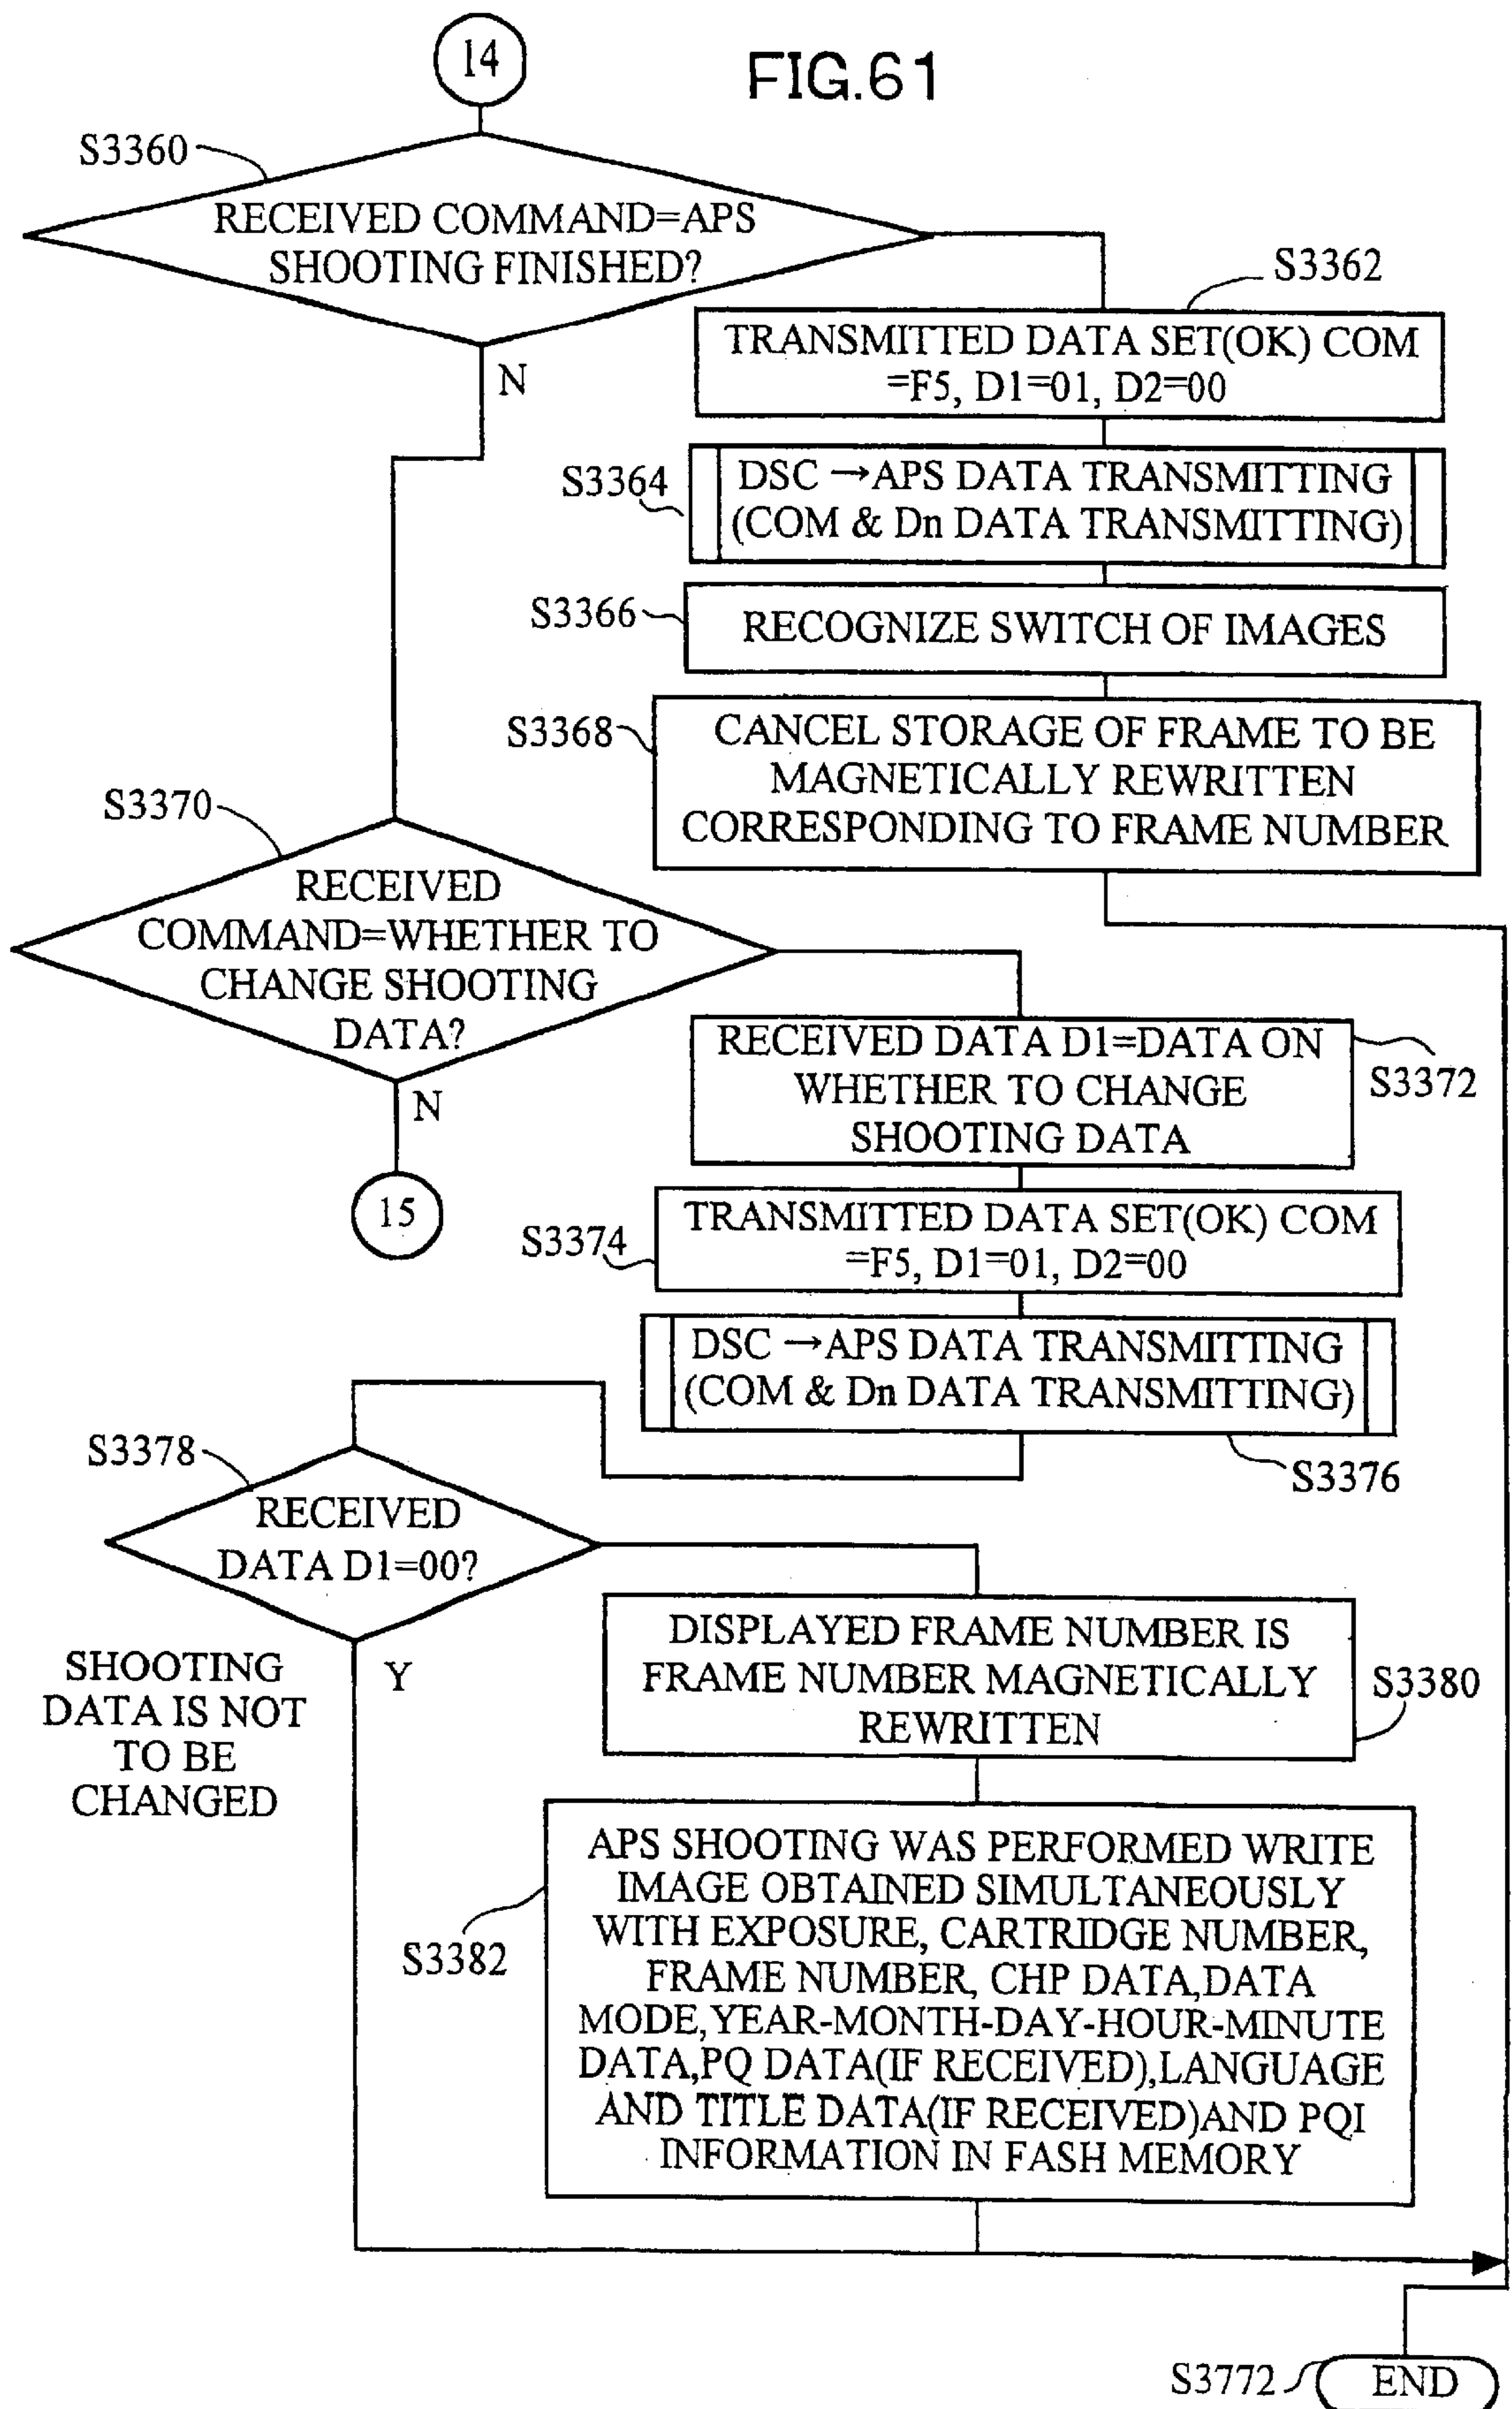 14
FIG.61
S3360
RECEIVED COMMAND=APS
SHOOTING FINISHED?
N
S3362
TRANSMITTED DATA SET(OK) COM
=F5, D1=01, D2=00
S3364
DSC →APS DATA TRANSMITTING
(COM & Dn DATA TRANSMITTING)
S3366
RECOGNIZE SWITCH OF IMAGES
S3368
CANCEL STORAGE OF FRAME TO BE
MAGNETICALLY REWRITTEN
CORRESPONDING TO FRAME NUMBER
S3370
RECEIVED
COMMAND=WHETHER TO
CHANGE SHOOTING
DATA?
N
15
RECEIVED DATA D1=DATA ON
WHETHER TO CHANGE
SHOOTING DATA
S3372
S3374
TRANSMITTED DATA SET(OK) COM
=F5, D1=01, D2=00
DSC →APS DATA TRANSMITTING
(COM & Dn DATA TRANSMITTING)
S3376
S3378
RECEIVED
DATA D1=00?
Y
SHOOTING
DATA IS NOT
TO BE
CHANGED
DISPLAYED FRAME NUMBER IS
FRAME NUMBER MAGNETICALLY
REWRITTEN
S3380
S3382
APS SHOOTING WAS PERFORMED WRITE
IMAGE OBTAINED SIMULTANEOUSLY
WITH EXPOSURE, CARTRIDGE NUMBER,
FRAME NUMBER, CHP DATA,DATA
MODE,YEAR-MONTH-DAY-HOUR-MINUTE
DATA,PQ DATA(IF RECEIVED),LANGUAGE
AND TITLE DATA(IF RECEIVED)AND PQI
INFORMATION IN FASH MEMORY
S3772
END